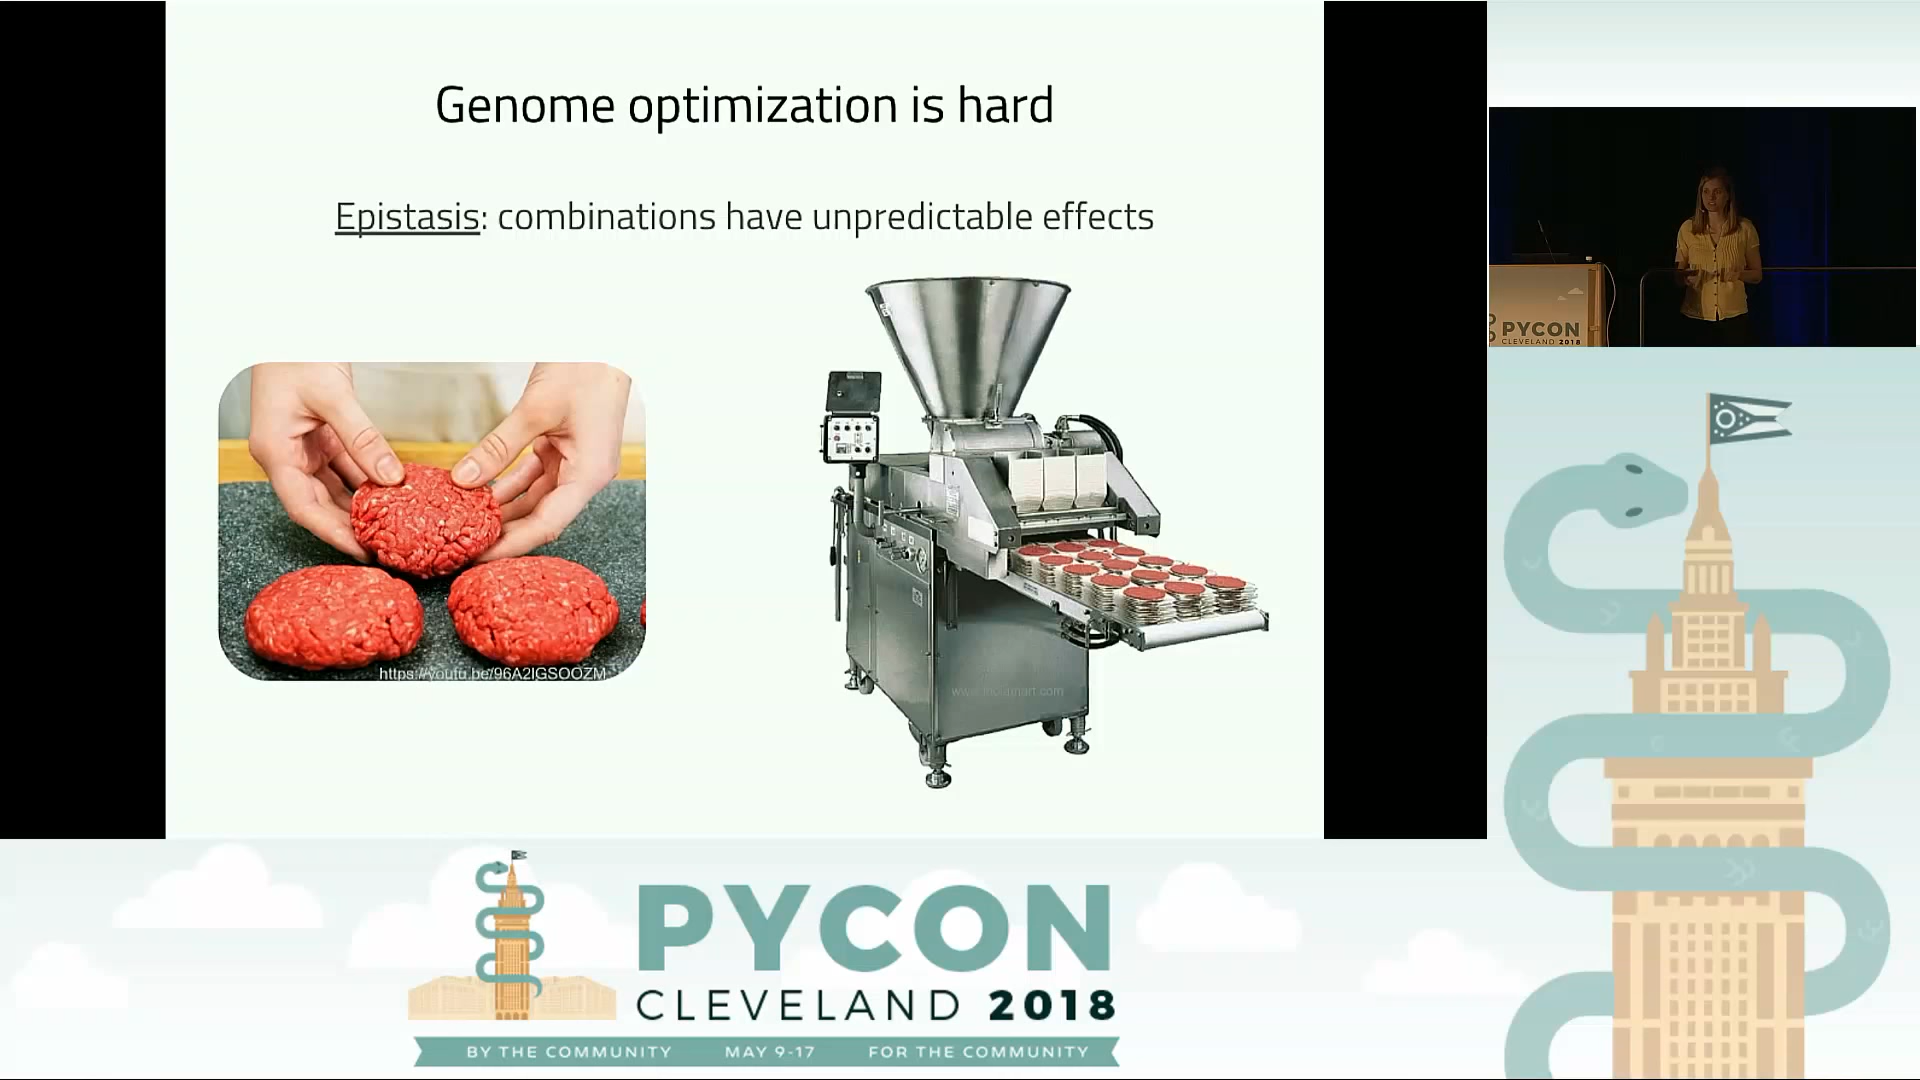 Genome optimization is hard
Epistasis: combinations have unpredictable effects
https://youtu.be/96A2IGSOOZM
PYCON
CLEVELAND 2018
PYCON
CLEVELAND 2018
BY THE COMMUNITY MAY 9-17 FOR THE COMMUNITY